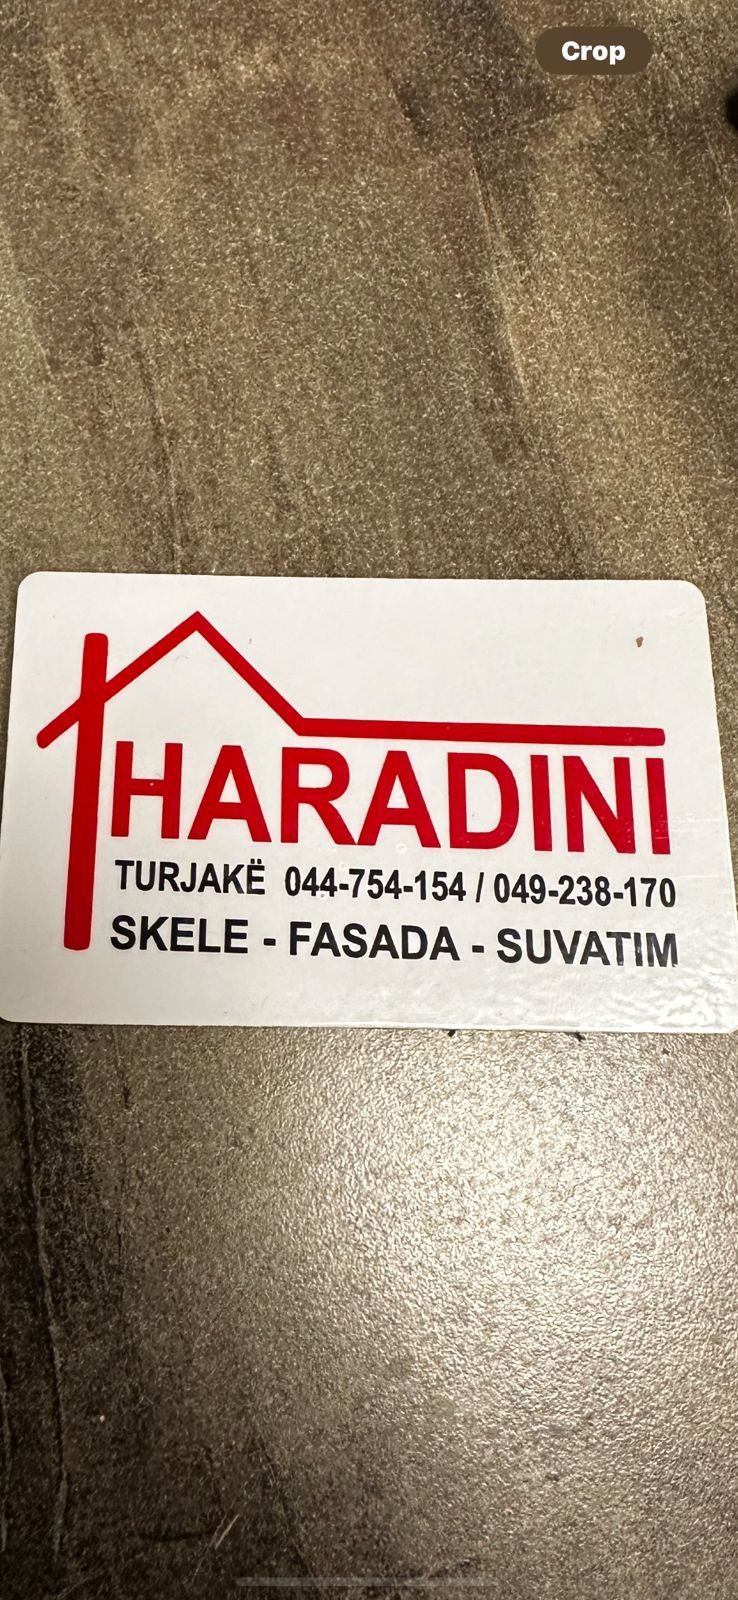 Crop
HARADINI
TURJAKË 044-754-154 / 049-238-170
SKELE - FASADA - SUVATIM